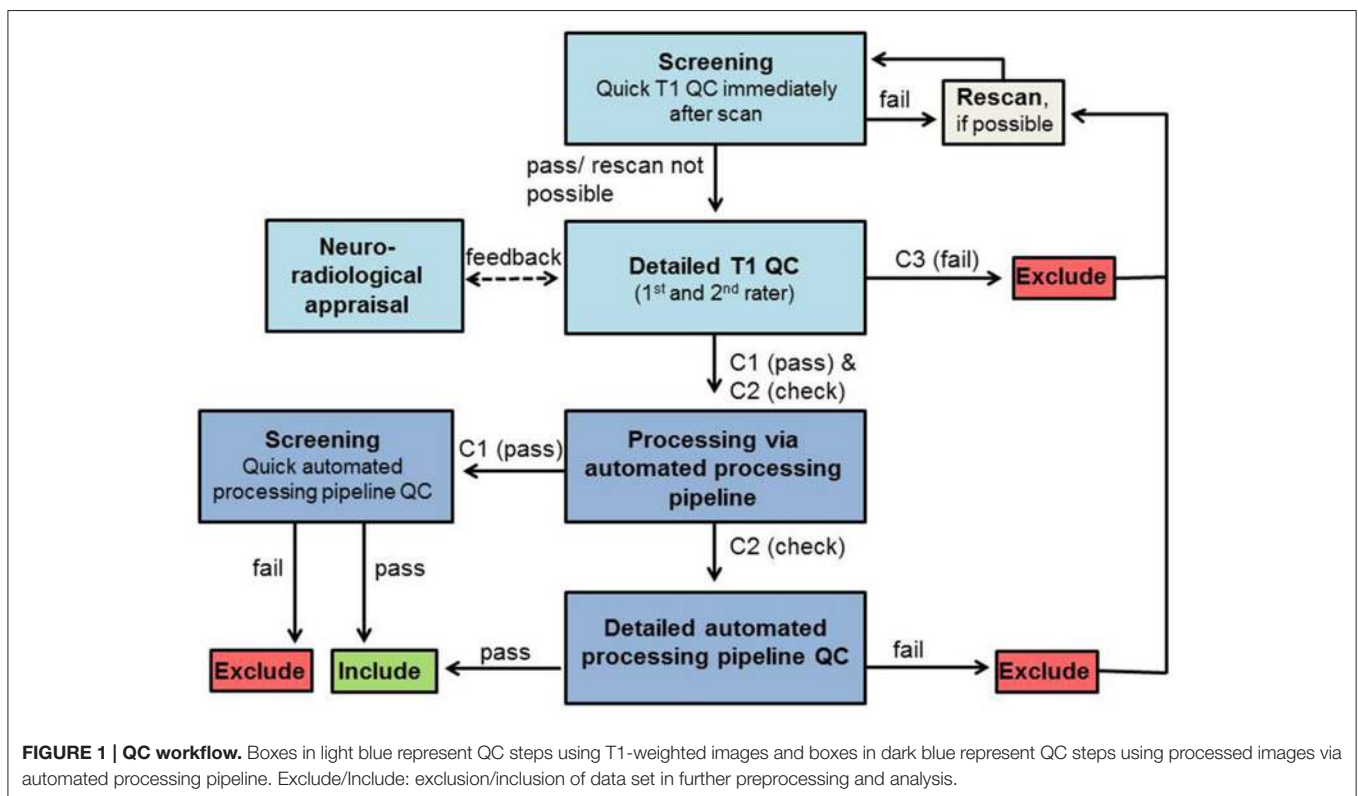 Screening
Quick T1 QC immediately
after scan
fail
Rescan,
if possible
pass/ rescan not
possible
Neuro-
radiological
appraisal
feedback
Detailed T1 QC
(1st and 2nd rater)
C3 (fail)
Exclude
C1 (pass) &
C2 (check)
Screening
Quick automated
processing pipeline QC
C1 (pass)
Processing via
automated processing
pipeline
C2 (check)
fail
pass
Detailed automated
processing pipeline QC
Exclude
Include
pass
fail
Exclude
FIGURE 1 | QC workflow. Boxes in light blue represent QC steps using T1-weighted images and boxes in dark blue represent QC steps using processed images via
automated processing pipeline. Exclude/Include: exclusion/inclusion of data set in further preprocessing and analysis.